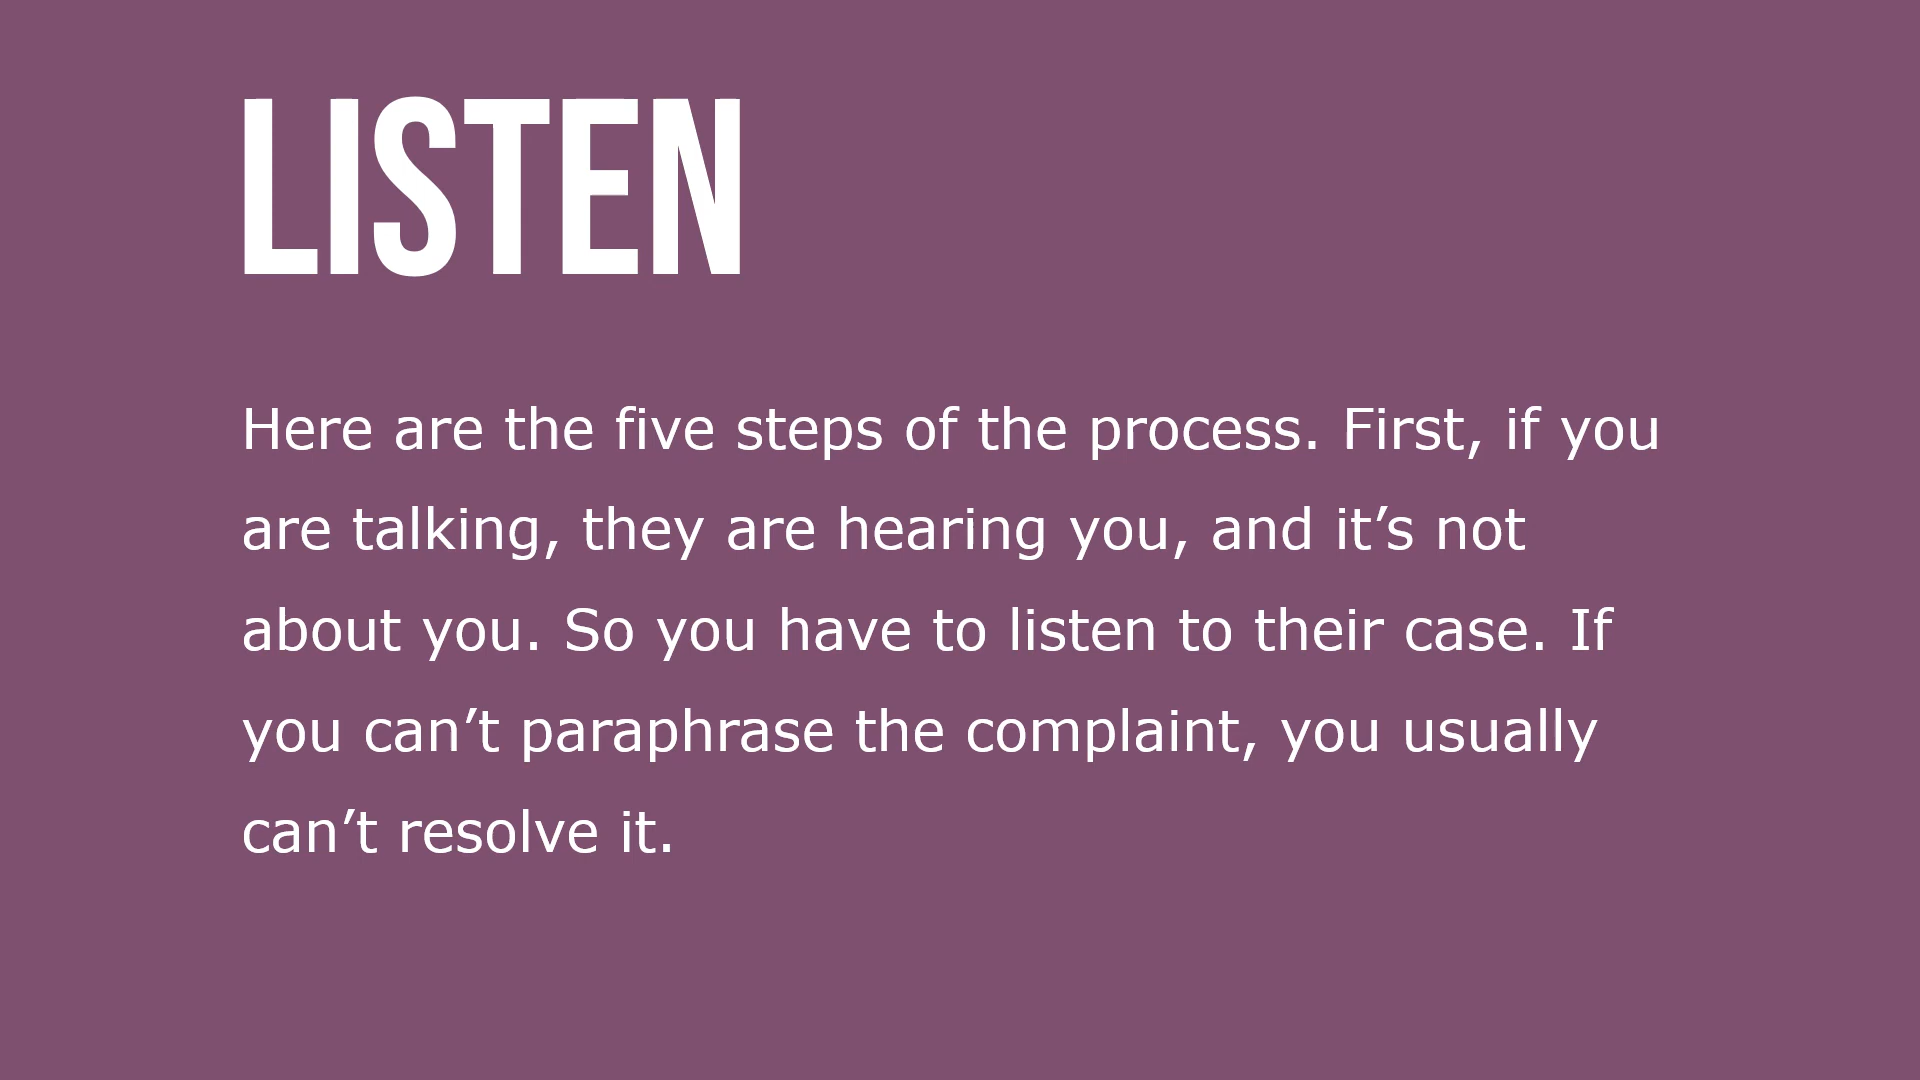 LISTEN
Here are the five steps of the process. First, if you
are talking, they are hearing you, and it’s not
about you. So you have to listen to their case. If
you can’t paraphrase the complaint, you usually
can’t resolve it.